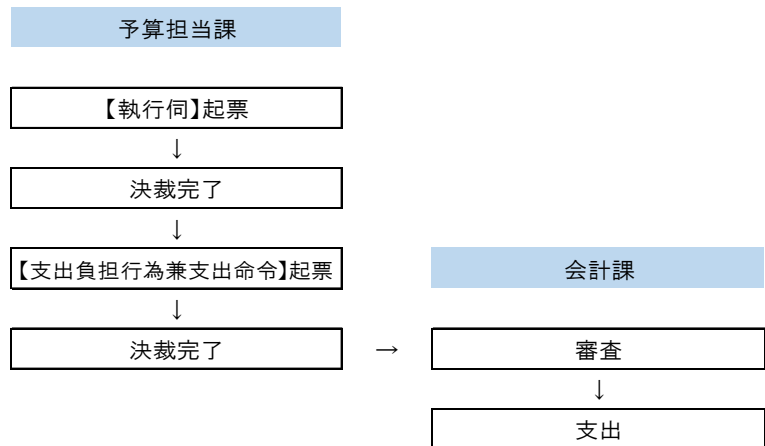 予算担当課
【執行伺】起票
↓
決裁完了
↓
【支出負担行為兼支出命令】起票
↓
決裁完了
→
会計課
審査
↓
支出